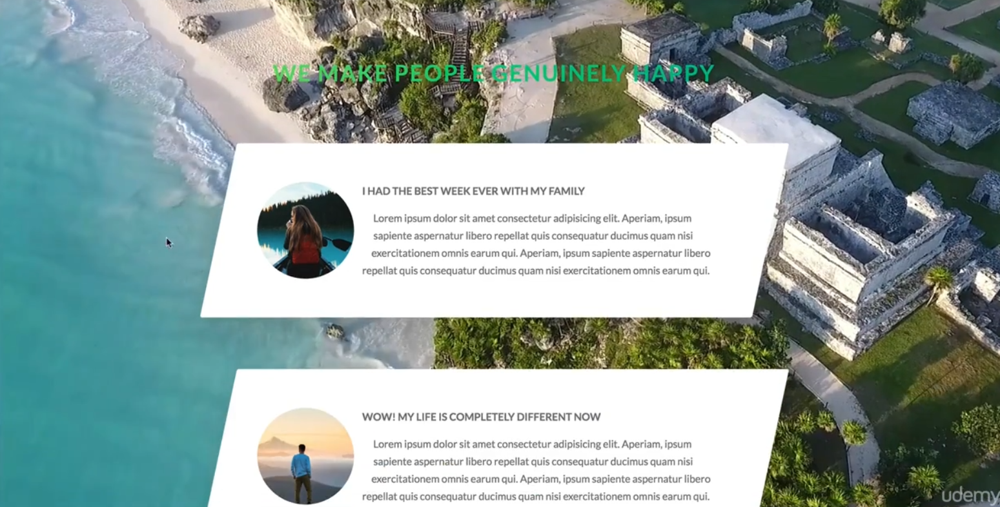 WE MAKE PEOPLE GENUINELY HAPPY
I HAD THE BEST WEEK EVER WITH MY FAMILY
Lorem ipsum dolor sit amet consectetur adipisicing elit. Aperiam, ipsum
sapiente aspernatur libero repellat quis consequatur ducimus quam nisi
exercitationem omnis earum qui. Aperiam, ipsum sapiente aspernatur libero
repellat quis consequatur ducimus quam nisi exercitationem omnis earum qui.
WOW! MY LIFE IS COMPLETELY DIFFERENT NOW
Lorem ipsum dolor sit amet consectetur adipisicing elit. Aperiam, ipsum
sapiente aspernatur libero repellat quis consequatur ducimus quam nisi
exercitationem omnis earum qui. Aperiam, ipsum sapiente aspernatur libero
repellat quis consequatur ducimus quam nisi exercitationem omnis earum qui.
udemy